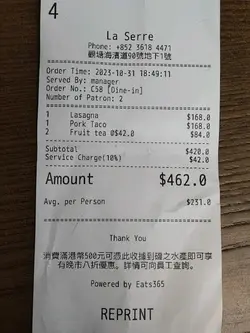 4
La Serre
Phone: +852 3618 4471
觀塘海濱道90號地下1號
Order Time: 2023-10-31 18:49:11
Served By: manager
Order No.: C58 [Dine-in]
Number of Patron: 2
1 Lasagna $168.0
1 Pork Taco $168.0
2 Fruit tea @42.0 $84.0
Subtotal $420.0
Service Charge(10%) $42.0
Amount $462.0
Avg. per Person $231.0
Thank You
消費滿港幣500元可憑此收據到磯之水產即可享
有晚市八折優惠。詳情可向員工查詢。
Powered by Eats365
REPRINT